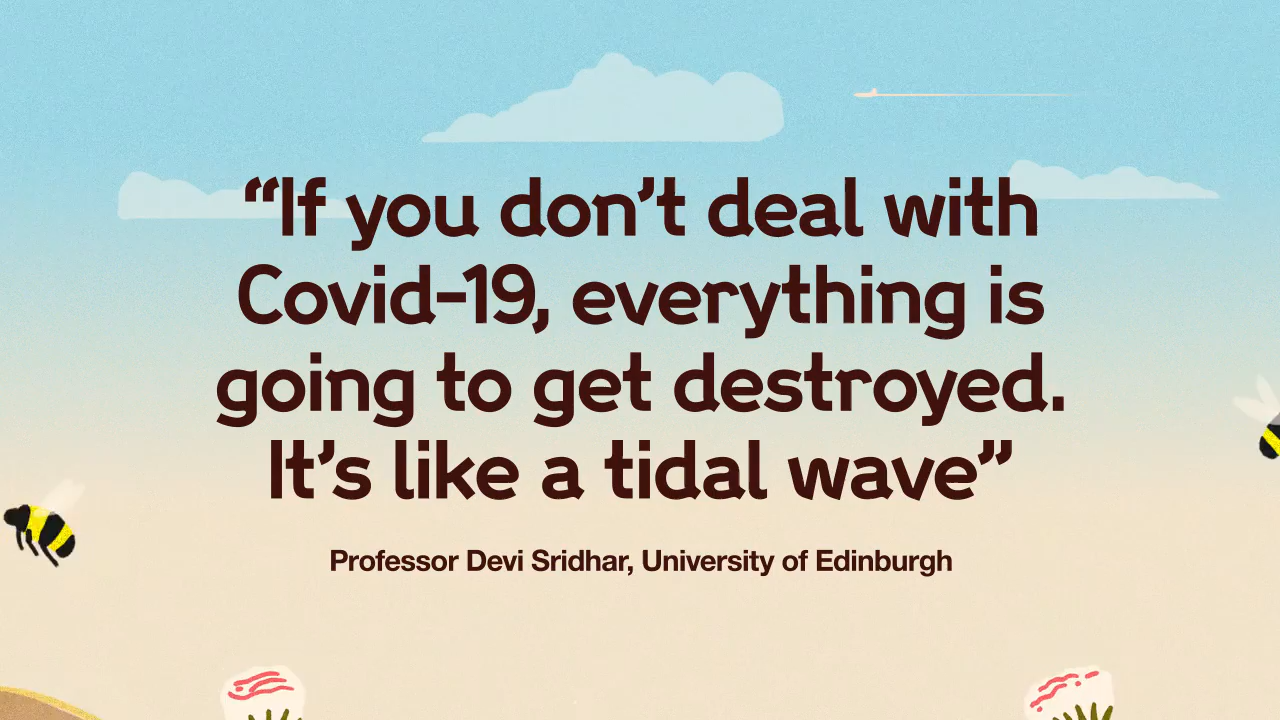 “If you don’t deal with
Covid-19, everything is
going to get destroyed.
It’s like a tidal wave”
Professor Devi Sridhar, University of Edinburgh